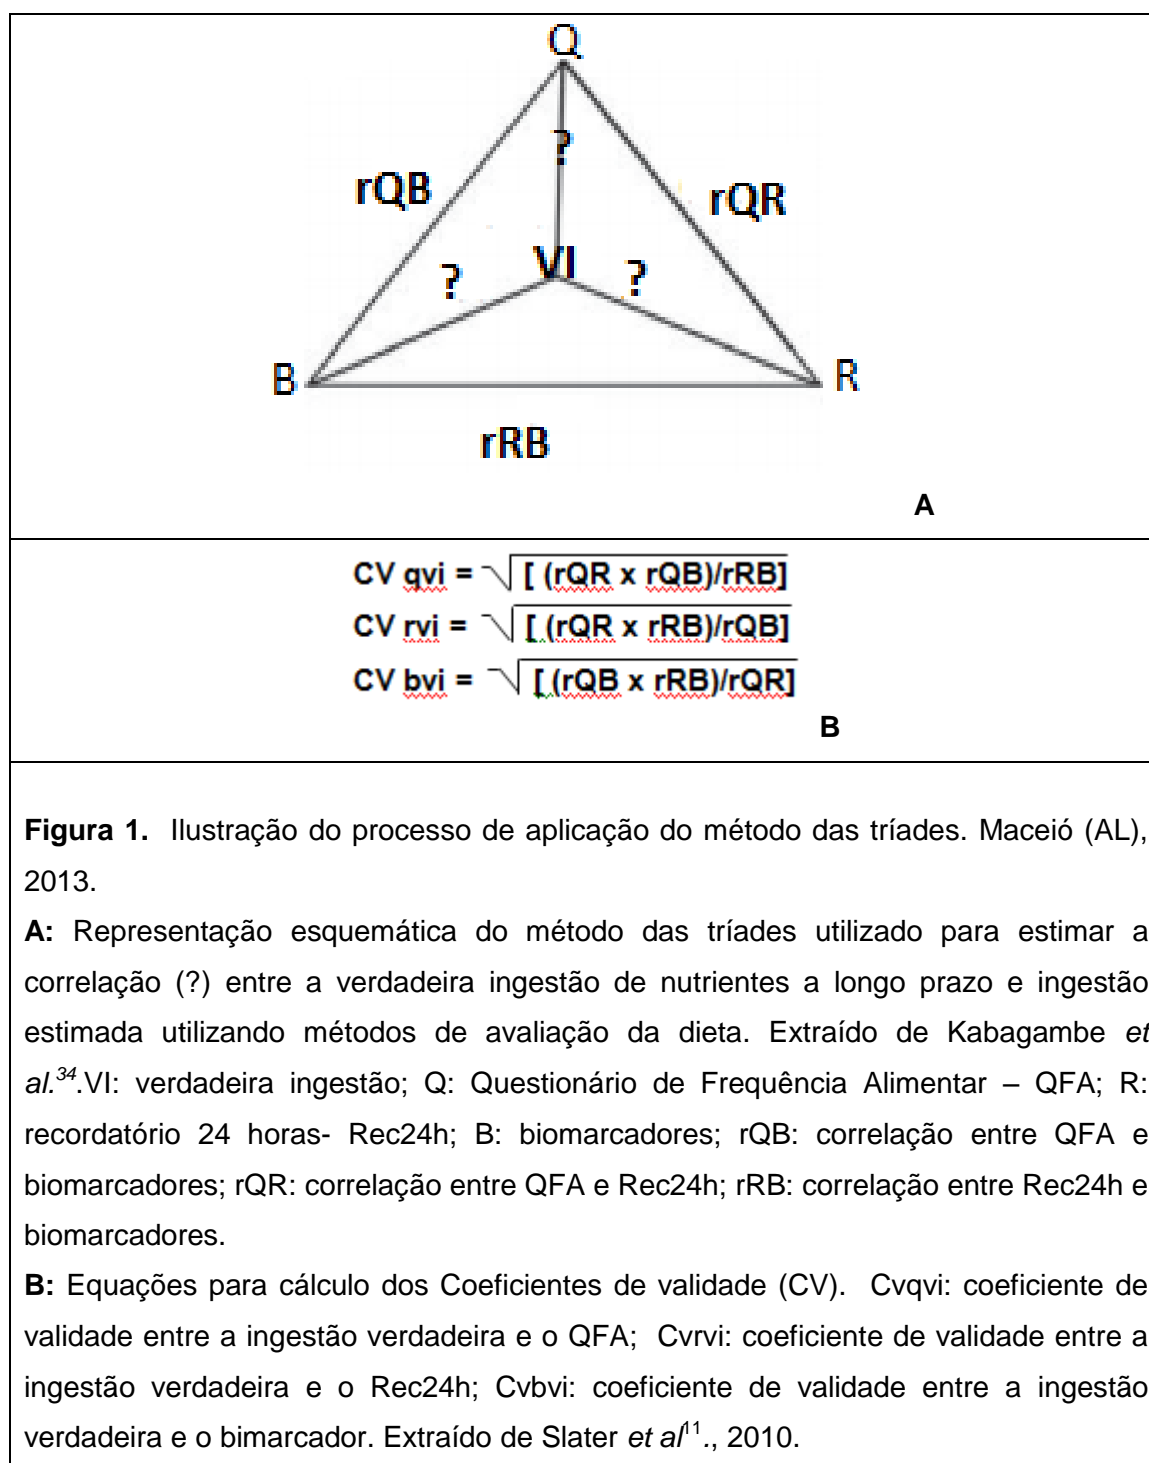 Q
?
rQB
rQR
VI
?
?
B
R
rRB
A
CV qvi = √[ (rQR x rQB)/rRB]
CV rvi = √[ (rQR x rRB)/rQB]
CV bvi = √[ (rQB x rRB)/rQR]
B
Figura 1. Ilustração do processo de aplicação do método das tríades. Maceió (AL),
2013.
A: Representação esquemática do método das tríades utilizado para estimar a
correlação (?) entre a verdadeira ingestão de nutrientes a longo prazo e ingestão
estimada utilizando métodos de avaliação da dieta. Extraído de Kabagambe et
al.34.VI: verdadeira ingestão; Q: Questionário de Frequência Alimentar – QFA; R:
recordatório 24 horas- Rec24h; B: biomarcadores; rQB: correlação entre QFA e
biomarcadores; rQR: correlação entre QFA e Rec24h; rRB: correlação entre Rec24h e
biomarcadores.
B: Equações para cálculo dos Coeficientes de validade (CV). Cvqvi: coeficiente de
validade entre a ingestão verdadeira e o QFA; Cvrvi: coeficiente de validade entre a
ingestão verdadeira e o Rec24h; Cvbvi: coeficiente de validade entre a ingestão
verdadeira e o bimarcador. Extraído de Slater et al11., 2010.